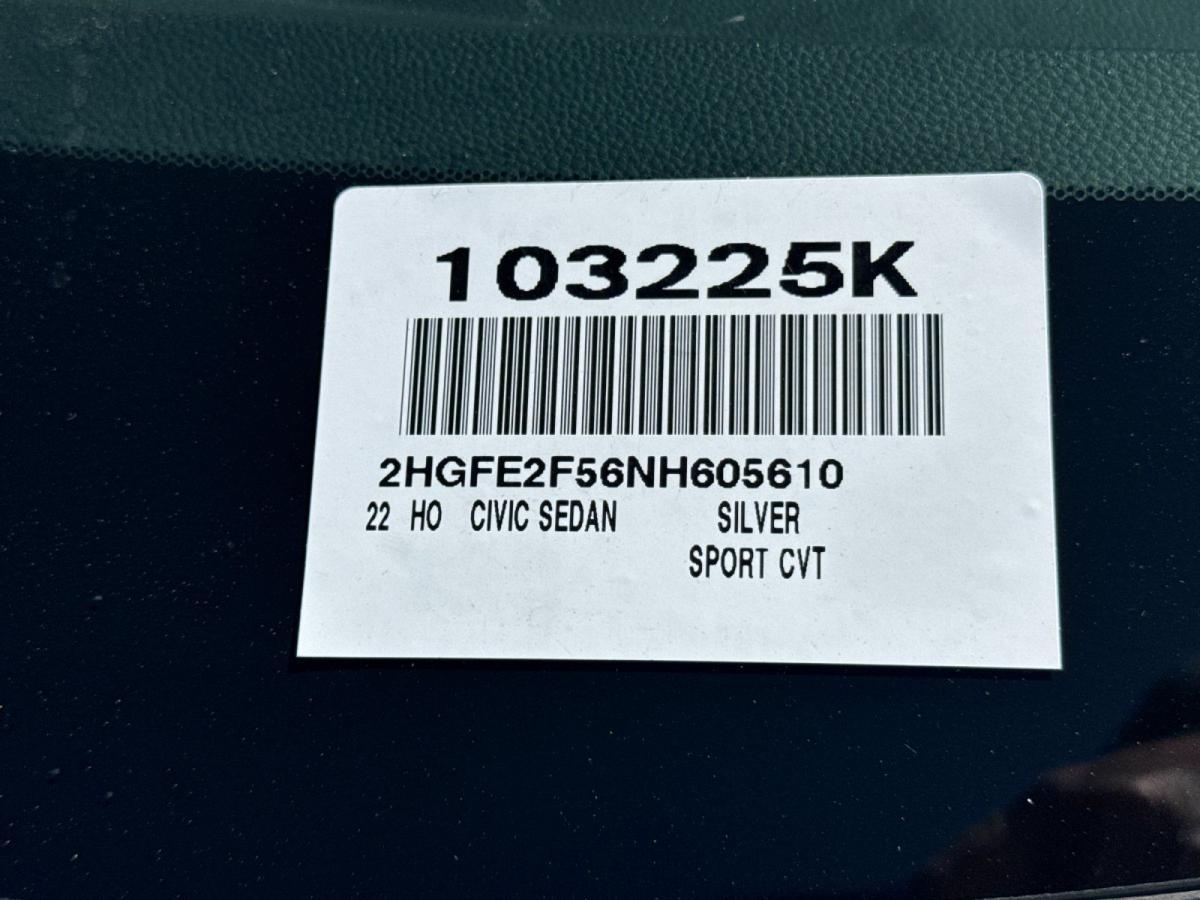 103225K
2HGFE2F56NH605610
22 HO CIVIC SEDAN SILVER
SPORT CVT